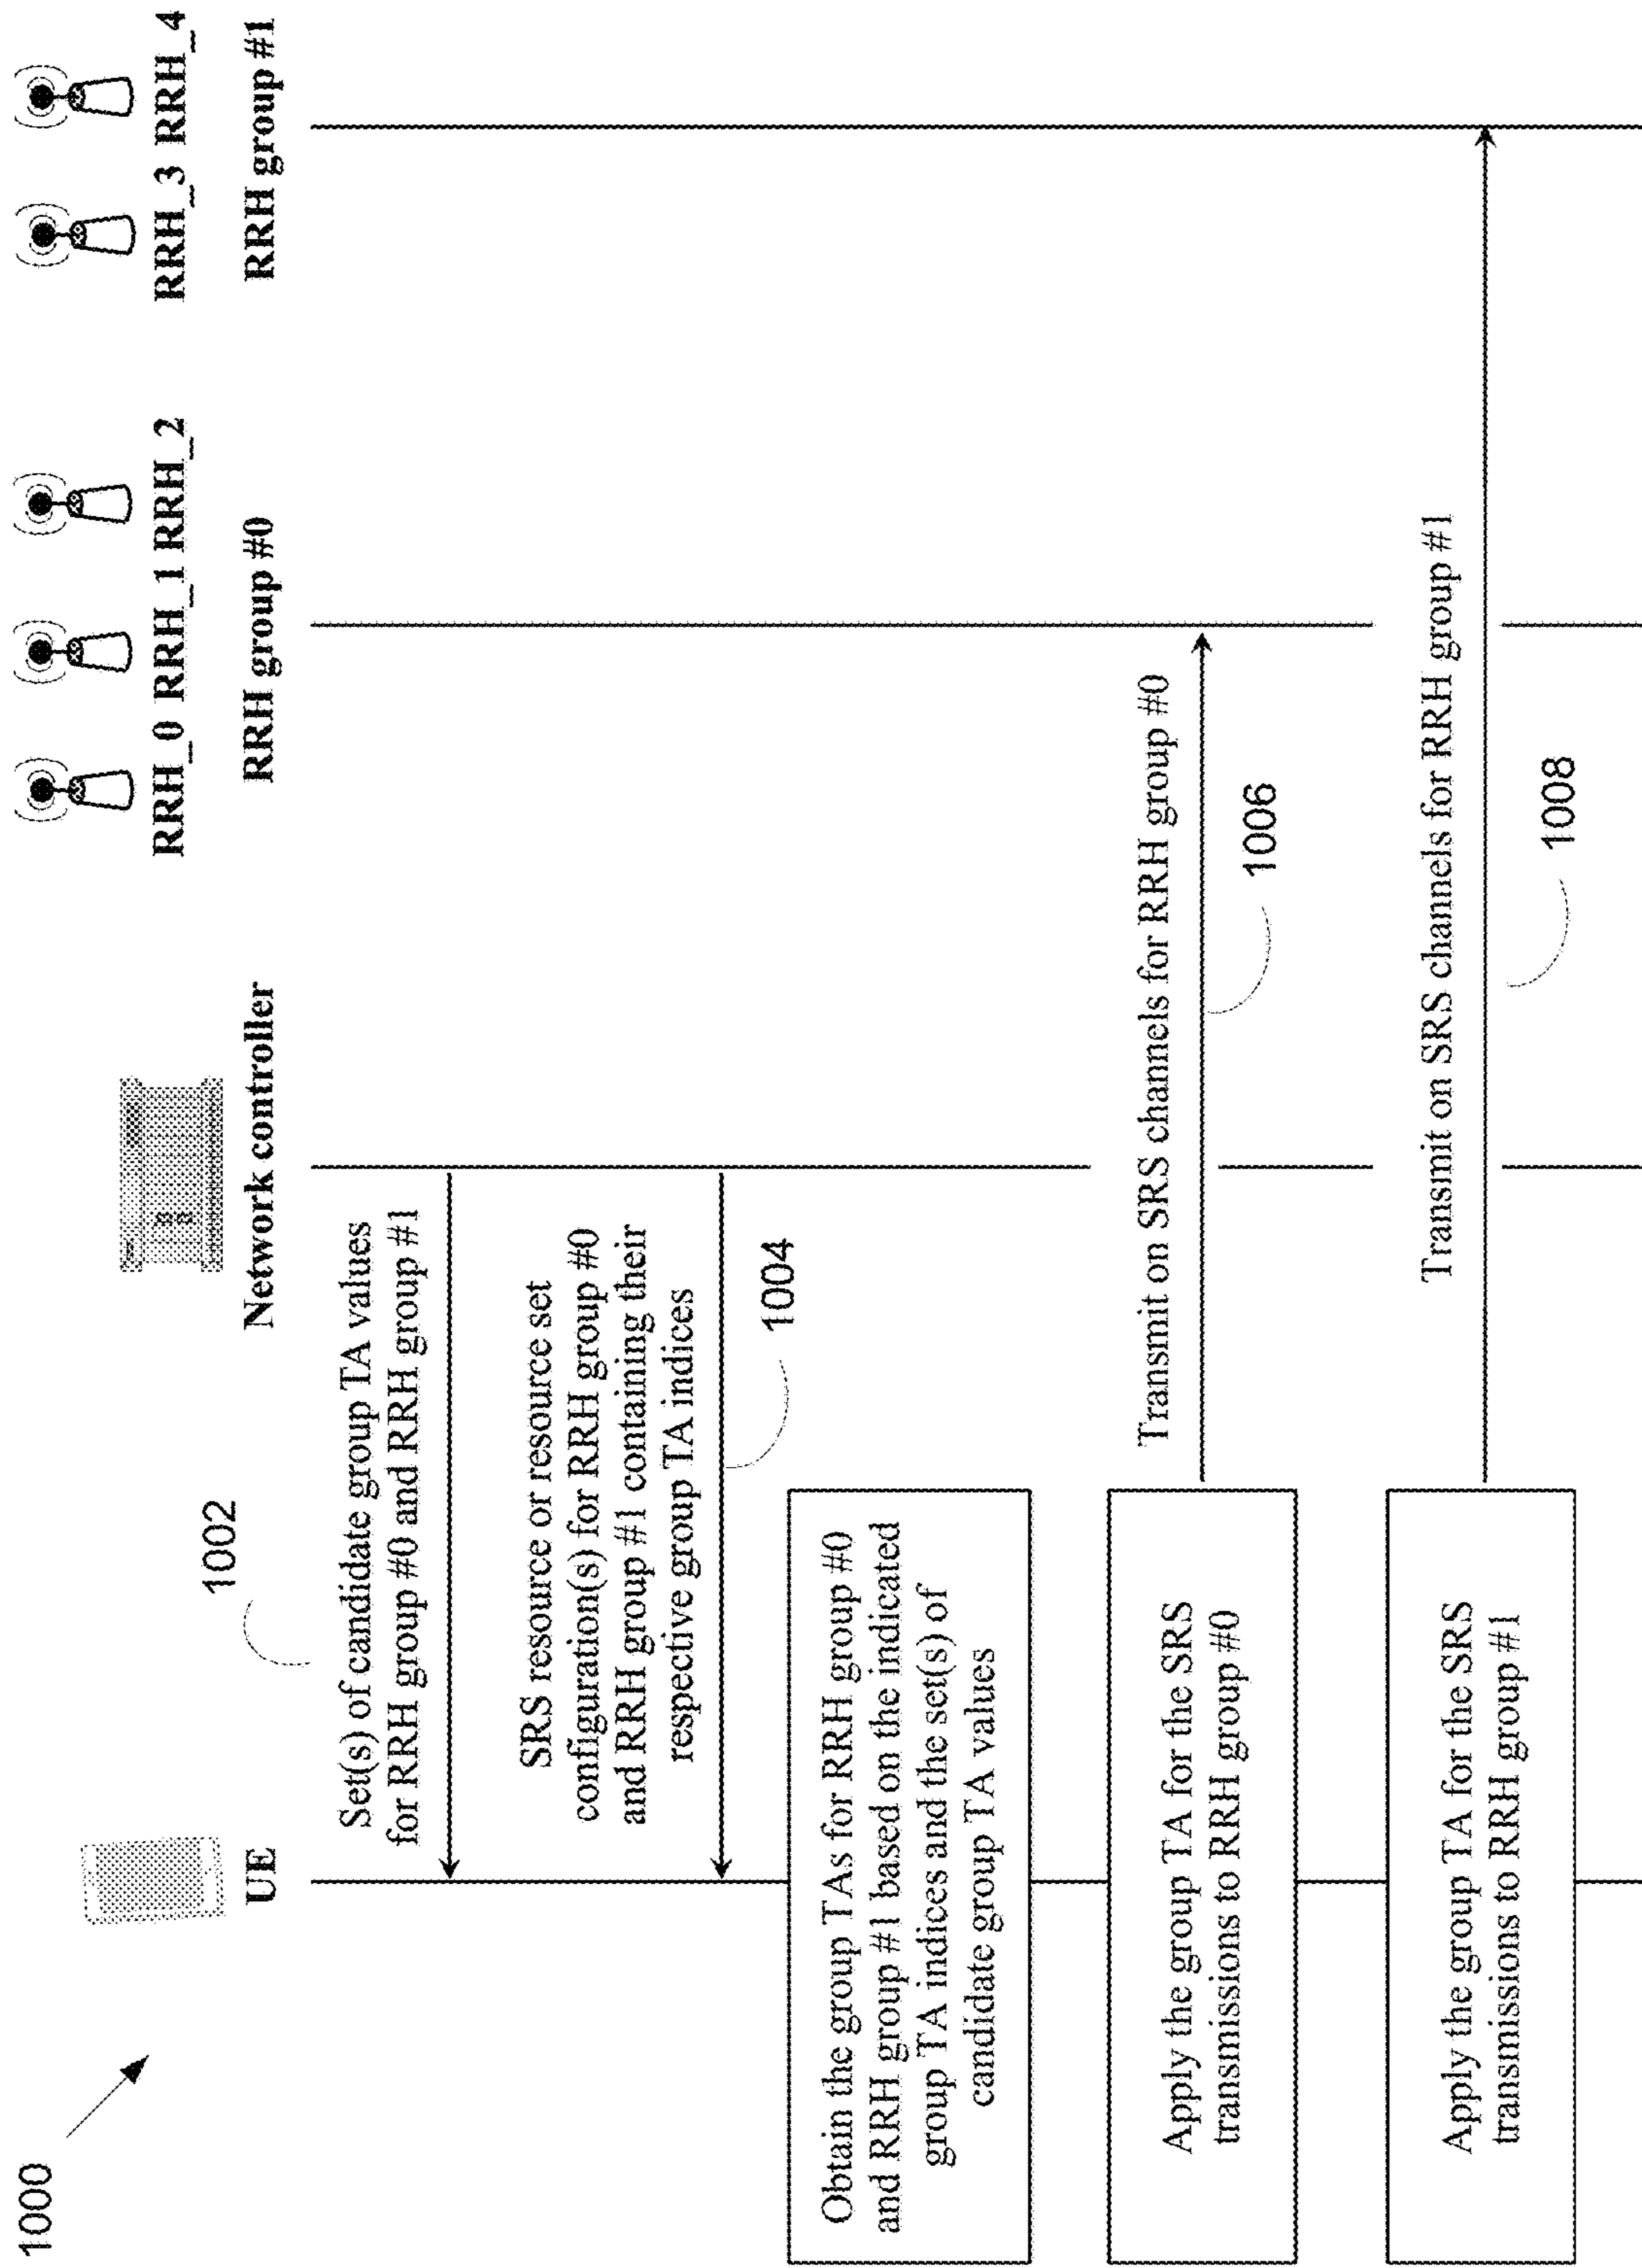 1000
UE
Network controller
RRH_0 RRH_1 RRH_2
RRH group #0
RRH_3 RRH_4
RRH group #1
1002
Set(s) of candidate group TA values
for RRH group #0 and RRH group #1
SRS resource or resource set
configuration(s) for RRH group #0
and RRH group #1 containing their
respective group TA indices
1004
Obtain the group TAs for RRH group #0
and RRH group #1 based on the indicated
group TA indices and the set(s) of
candidate group TA values
Apply the group TA for the SRS
transmissions to RRH group #0
Transmit on SRS channels for RRH group #0
1006
Apply the group TA for the SRS
transmissions to RRH group #1
Transmit on SRS channels for RRH group #1
1008